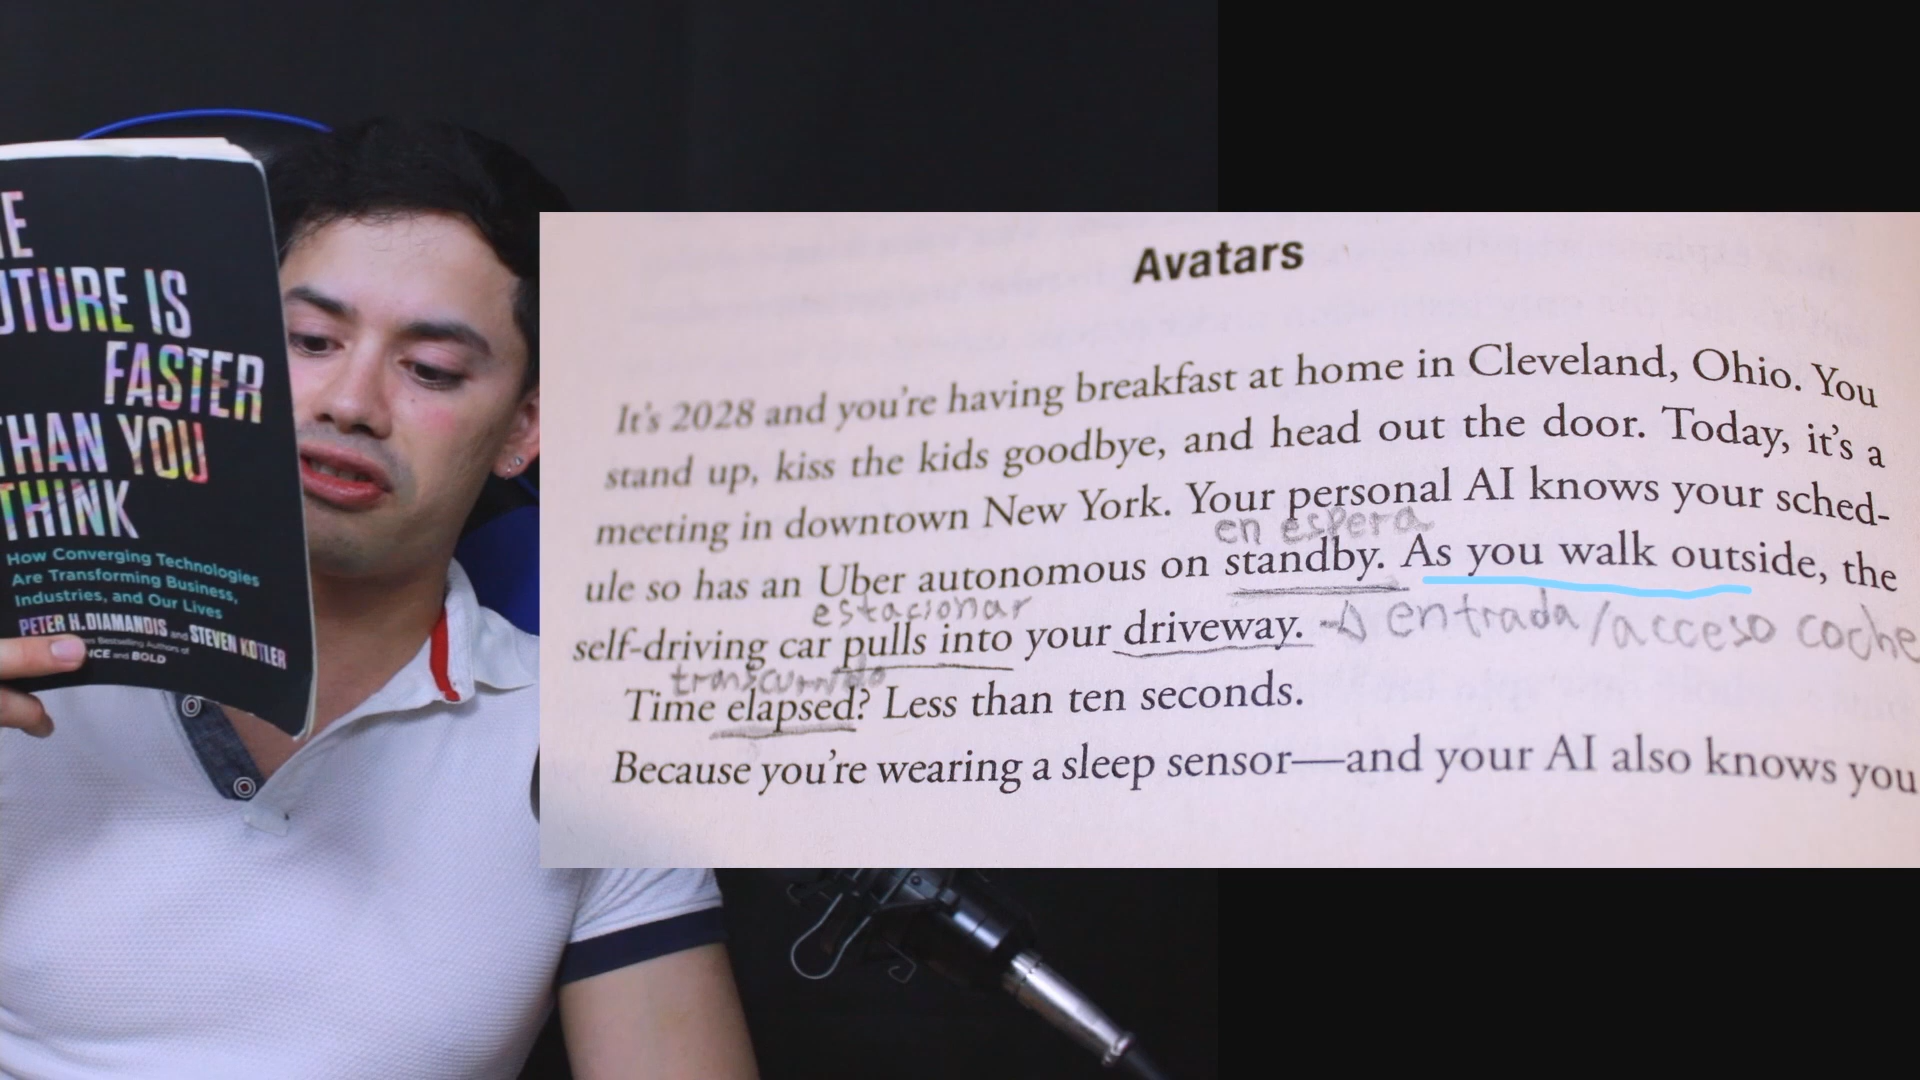 E
UTURE IS
FASTER
THAN YOU
THINK
How Converging Technologies
Are Transforming Business,
Industries, and Our Lives
PETER H. DIAMANDIS and STEVEN KOTLER
Bestselling Authors of
and BOLD
Avatars
It's 2028 and you're having breakfast at home in Cleveland, Ohio. You
stand up, kiss the kids goodbye, and head out the door. Today, it's a
meeting in downtown New York. Your personal AI knows your sched-
en espera
ule so has an Uber autonomous on standby. As you walk outside, the
estacionar
self-driving car pulls into your driveway. → entrada/acceso coche
transcurrido
Time elapsed? Less than ten seconds.
Because you're wearing a sleep sensor—and your AI also knows you